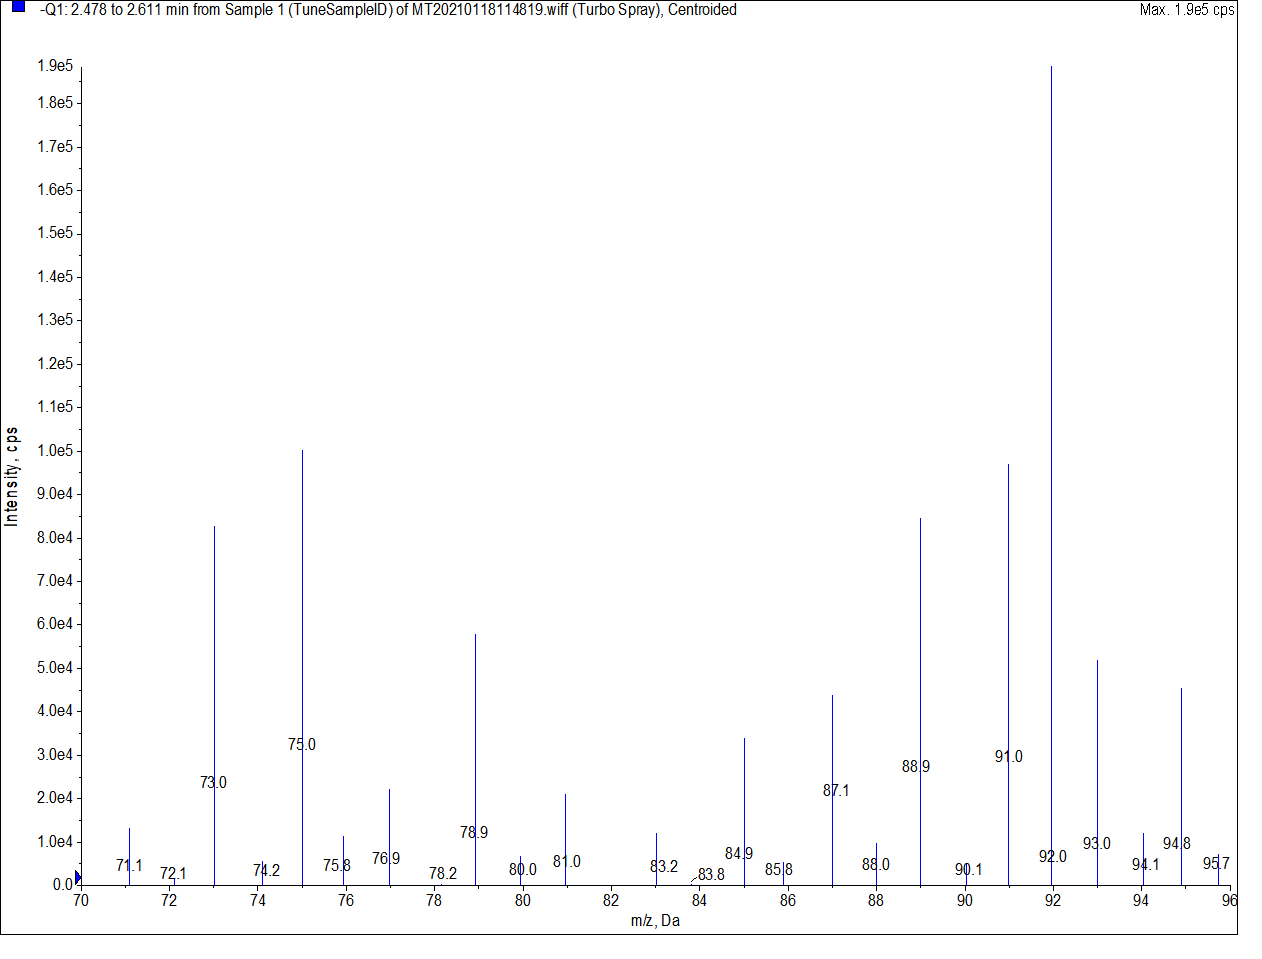 -Q1: 2.478 to 2.611 min from Sample 1 (TuneSampleID) of MT20210118114819.wiff (Turbo Spray), Centroided
Max. 1.9e5 cps
1.9e5
1.8e5
1.7e5
1.6e5
1.5e5
1.4e5
1.3e5
1.2e5
1.1e5
1.0e5
9.0e4
8.0e4
7.0e4
6.0e4
5.0e4
4.0e4
3.0e4
2.0e4
1.0e4
0.0
Intensity, cps
71.1
72.1
73.0
74.2
75.0
75.8
76.9
78.2
78.9
80.0
81.0
83.2
83.8
84.9
85.8
87.1
88.0
88.9
90.1
91.0
92.0
93.0
94.1
94.8
95.7
70 72 74 76 78 80 82 84 86 88 90 92 94 96
m/z, Da